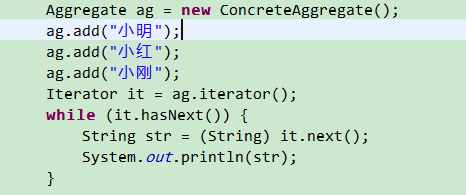 Aggregate ag = new ConcreteAggregate();
ag.add("小明");
ag.add("小红");
ag.add("小刚");
Iterator it = ag.iterator();
while (it.hasNext()) {
    String str = (String) it.next();
    System.out.println(str);
}